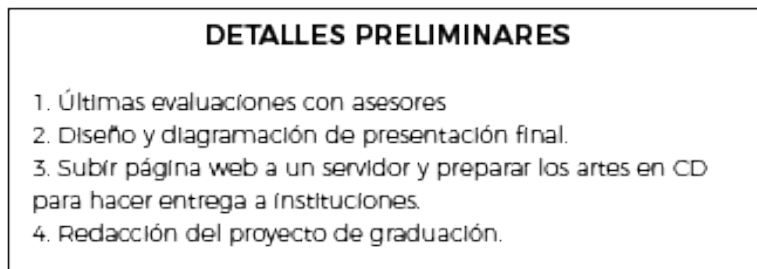 DETALLES PRELIMINARES
1. Últimas evaluaciones con asesores
2. Diseño y diagramación de presentación final.
3. Subir página web a un servidor y preparar los artes en CD
para hacer entrega a instituciones.
4. Redacción del proyecto de graduación.